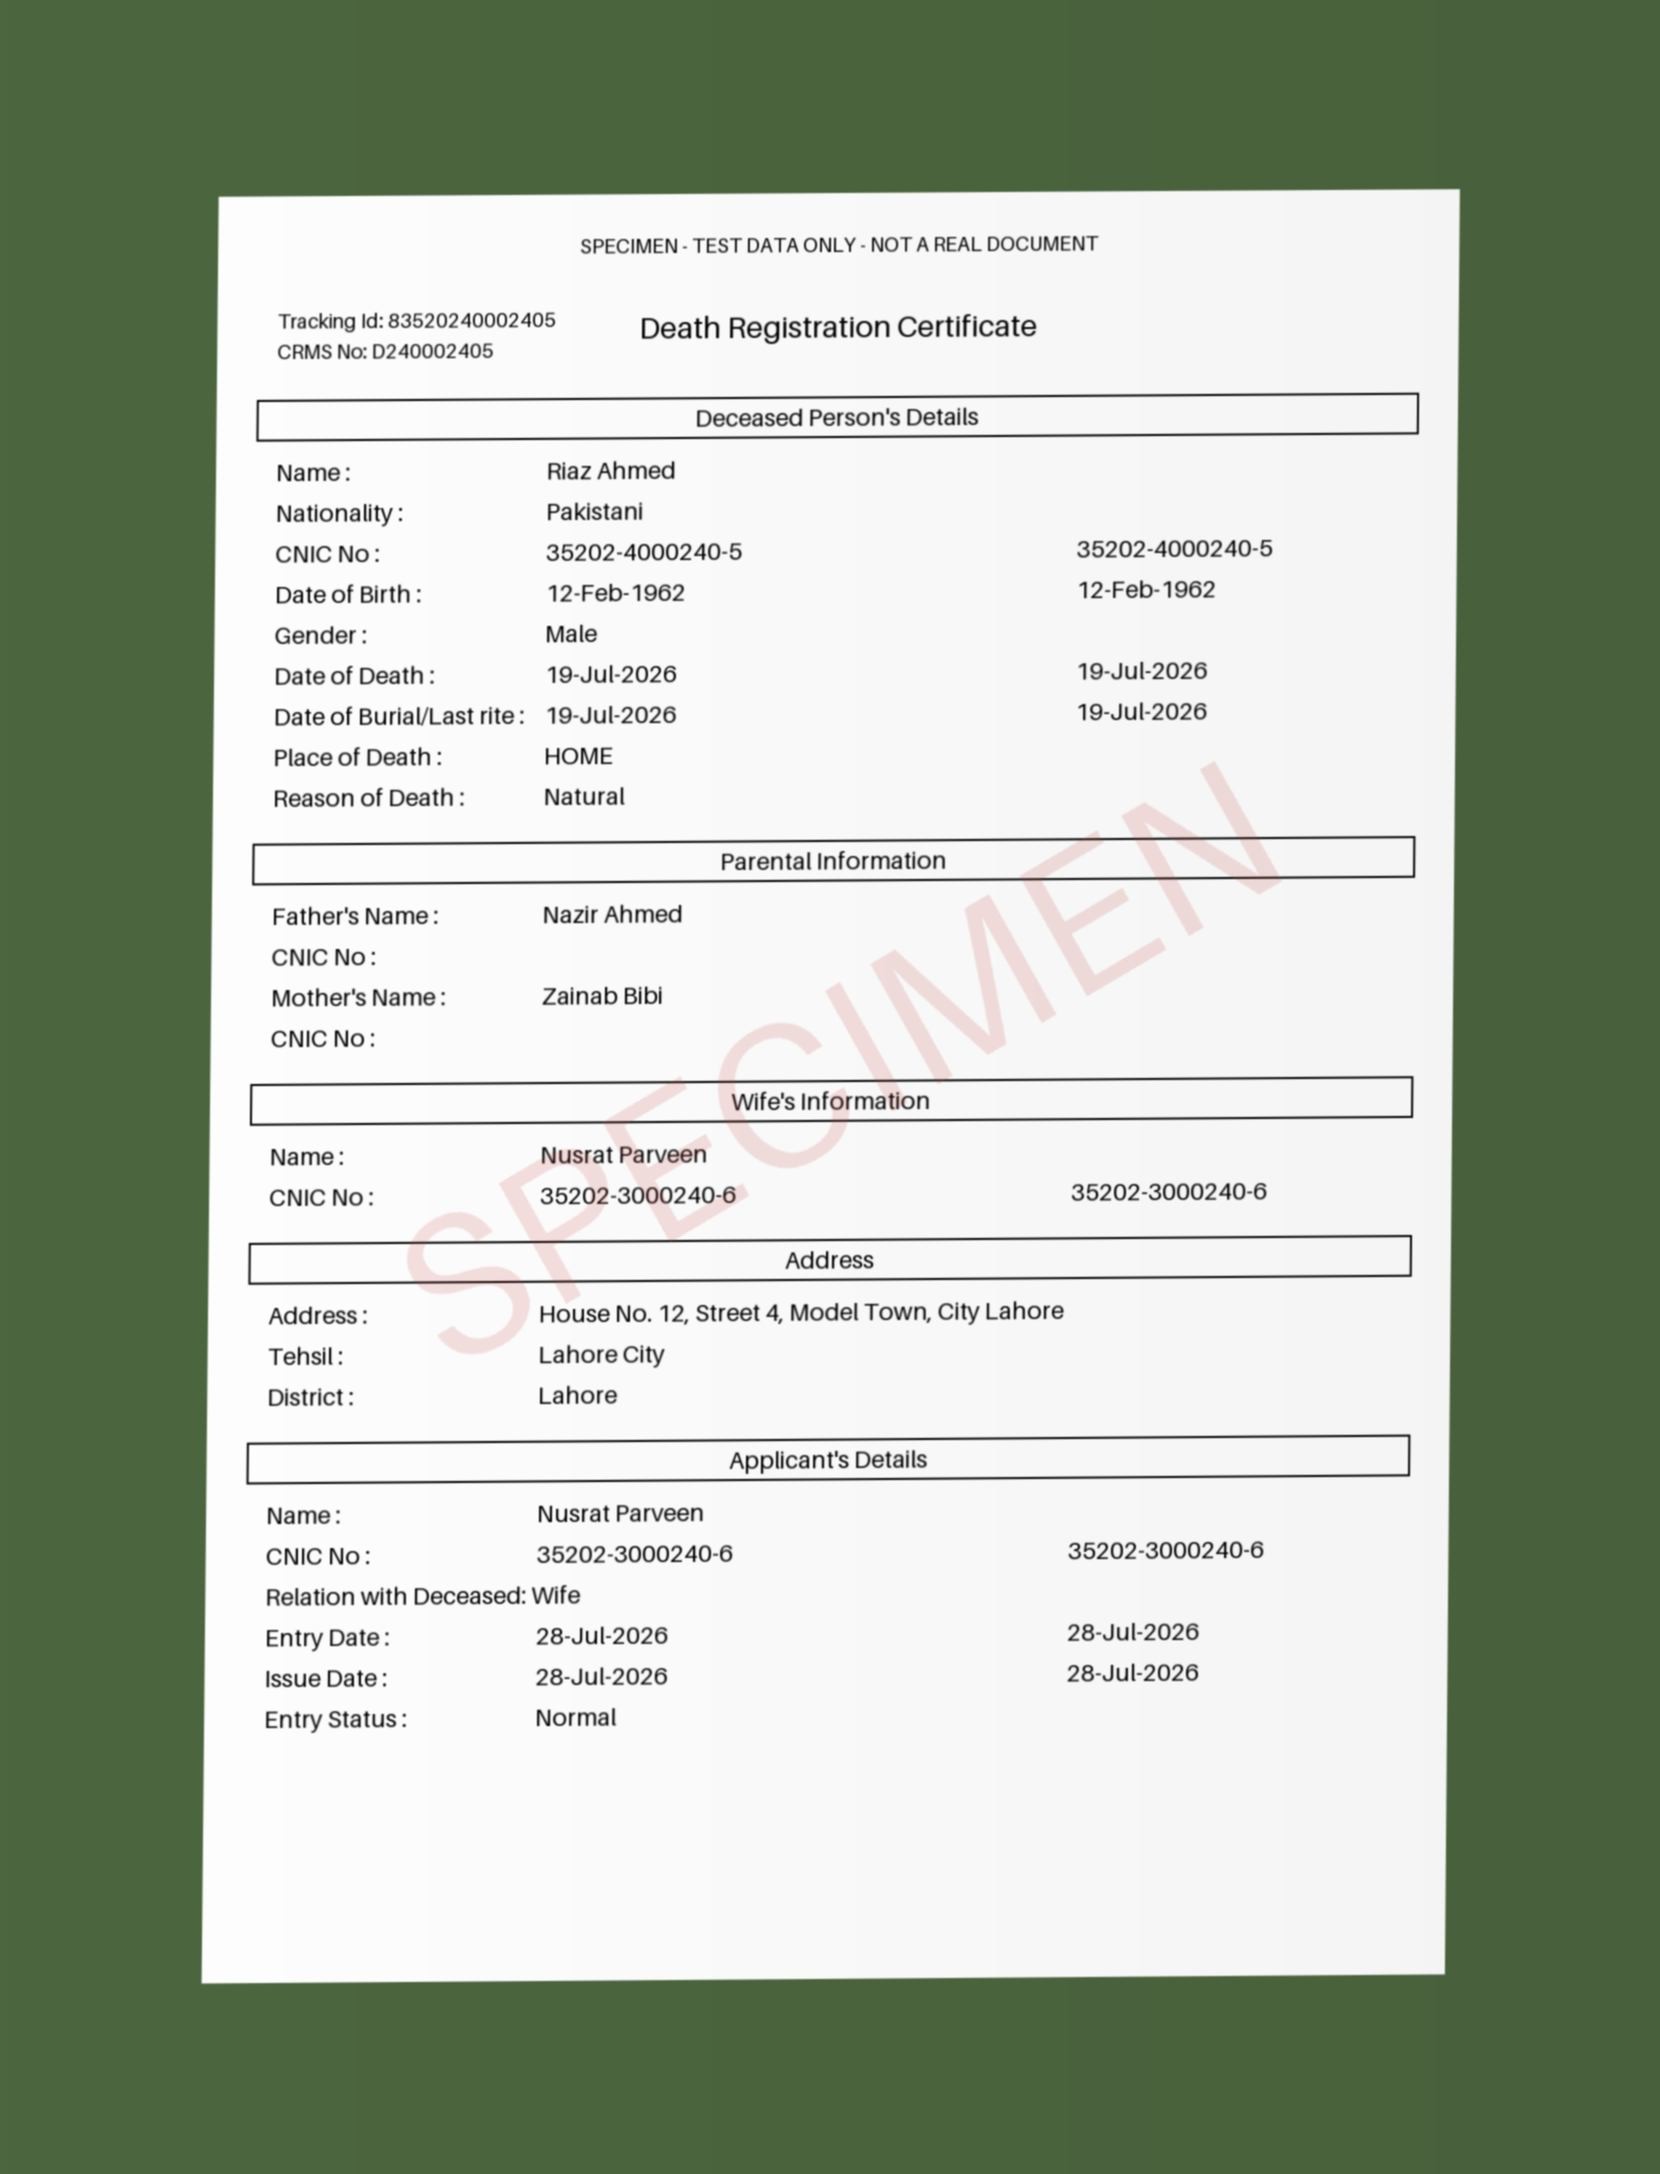 SPECIMEN - TEST DATA ONLY - NOT A REAL DOCUMENT
Tracking Id: 83520240002405
CRMS No: D240002405
Death Registration Certificate
Deceased Person's Details
Name : Riaz Ahmed
Nationality : Pakistani
CNIC No : 35202-4000240-5 35202-4000240-5
Date of Birth : 12-Feb-1962 12-Feb-1962
Gender : Male
Date of Death : 19-Jul-2026 19-Jul-2026
Date of Burial/Last rite : 19-Jul-2026 19-Jul-2026
Place of Death : HOME
Reason of Death : Natural
Parental Information
Father's Name : Nazir Ahmed
CNIC No :
Mother's Name : Zainab Bibi
CNIC No :
Wife's Information
Name : Nusrat Parveen
CNIC No : 35202-3000240-6 35202-3000240-6
Address
Address : House No. 12, Street 4, Model Town, City Lahore
Tehsil : Lahore City
District : Lahore
Applicant's Details
Name : Nusrat Parveen
CNIC No : 35202-3000240-6 35202-3000240-6
Relation with Deceased: Wife
Entry Date : 28-Jul-2026 28-Jul-2026
Issue Date : 28-Jul-2026 28-Jul-2026
Entry Status : Normal
SPECIMEN